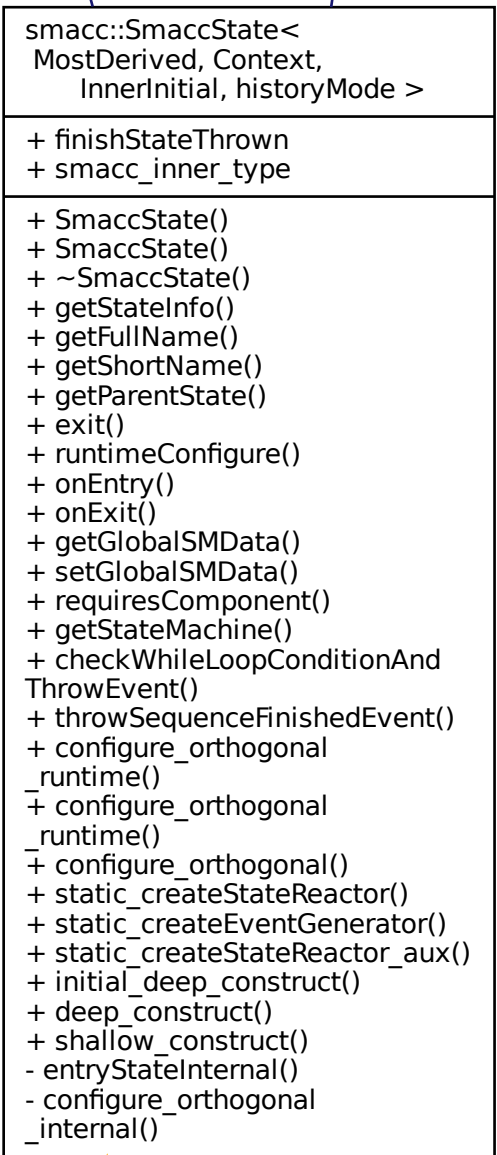 smacc::SmaccState<
MostDerived, Context,
InnerInitial, historyMode >
+ finishStateThrown
+ smacc_inner_type
+ SmaccState()
+ SmaccState()
+ ~SmaccState()
+ getStateInfo()
+ getFullName()
+ getShortName()
+ getParentState()
+ exit()
+ runtimeConfigure()
+ onEntry()
+ onExit()
+ getGlobalSMData()
+ setGlobalSMData()
+ requiresComponent()
+ getStateMachine()
+ checkWhileLoopConditionAnd
ThrowEvent()
+ throwSequenceFinishedEvent()
+ configure_orthogonal
_runtime()
+ configure_orthogonal
_runtime()
+ configure_orthogonal()
+ static_createStateReactor()
+ static_createEventGenerator()
+ static_createStateReactor_aux()
+ initial_deep_construct()
+ deep_construct()
+ shallow_construct()
- entryStateInternal()
- configure_orthogonal
_internal()